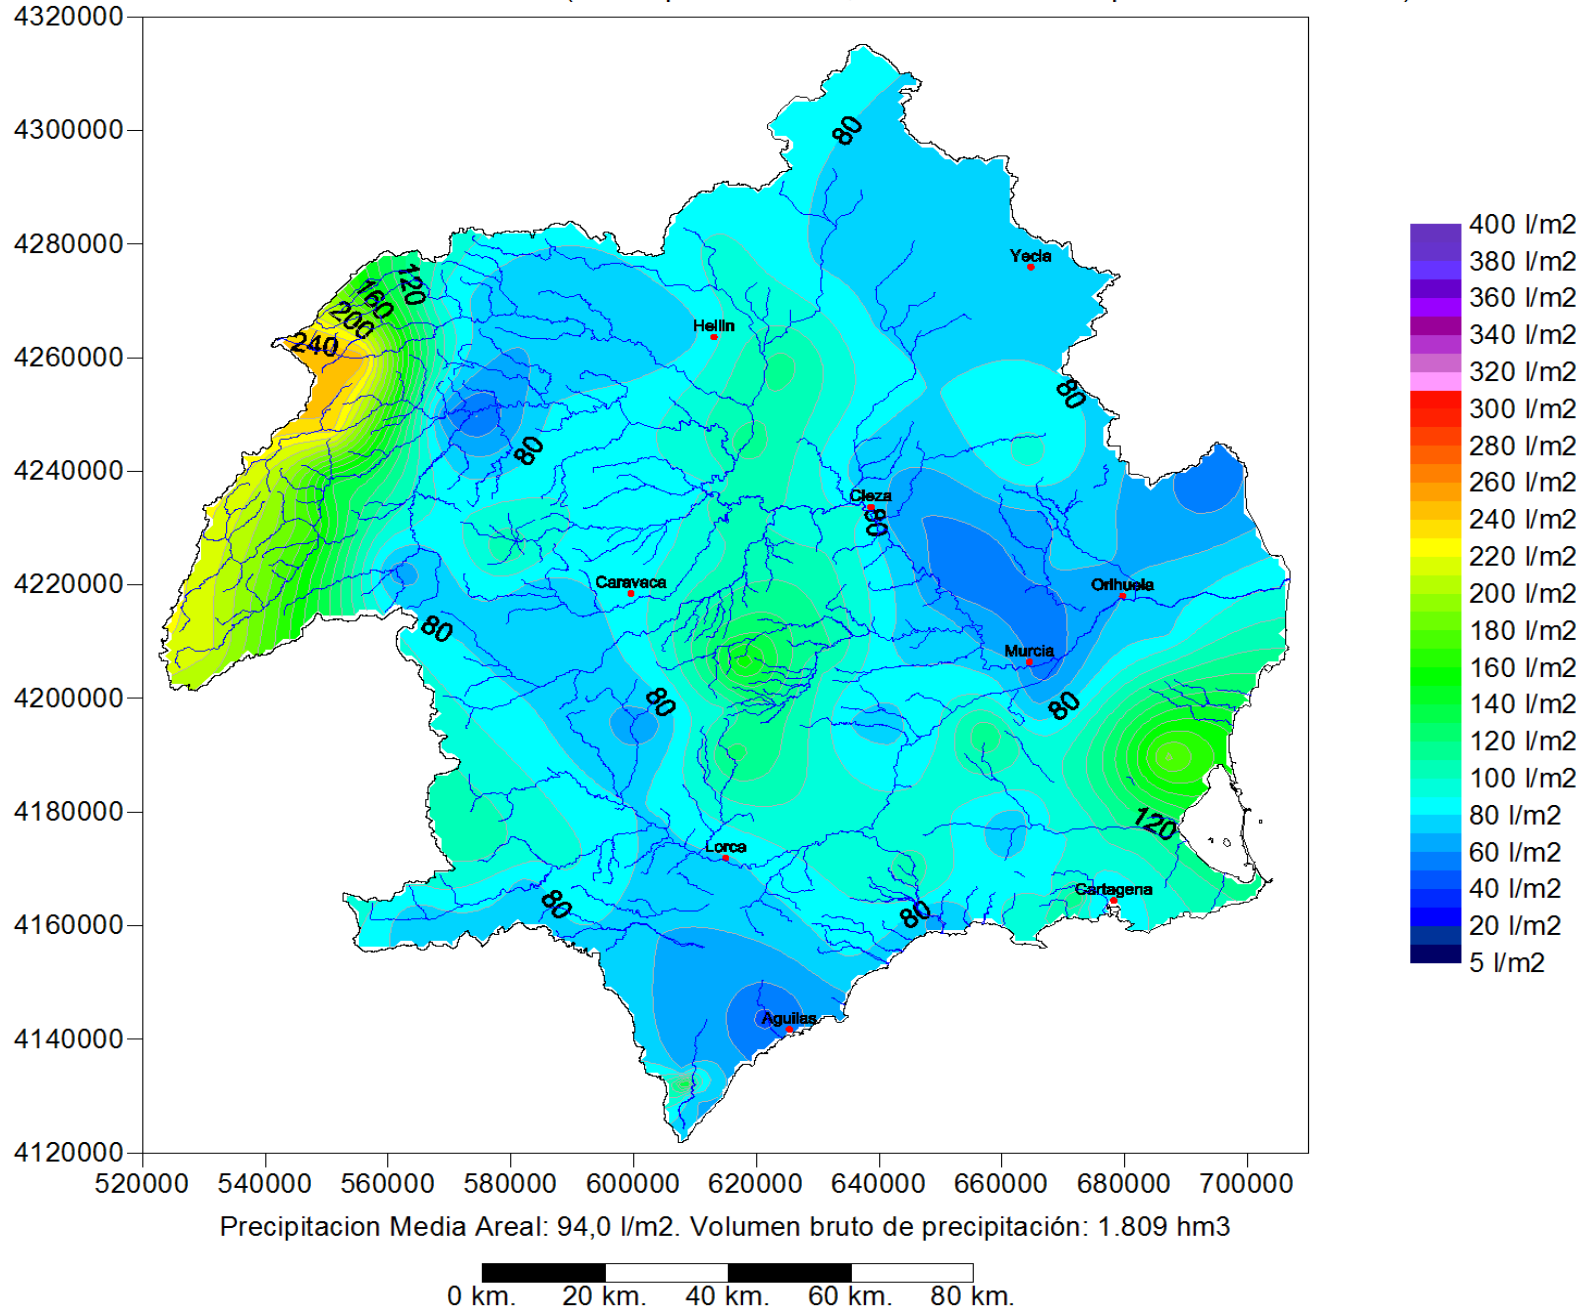 4320000
4300000
4280000
4260000
4240000
4220000
4200000
4180000
4160000
4140000
4120000
520000 540000 560000 580000 600000 620000 640000 660000 680000 700000
80
Yecla
120
160
200
240
Hellin
80
80
Cieza
80
Caravaca
Orihuela
80
Murcia
80
80
120
Lorca
Cartagena
80
80
Aguilas
400 l/m2
380 l/m2
360 l/m2
340 l/m2
320 l/m2
300 l/m2
280 l/m2
260 l/m2
240 l/m2
220 l/m2
200 l/m2
180 l/m2
160 l/m2
140 l/m2
120 l/m2
100 l/m2
80 l/m2
60 l/m2
40 l/m2
20 l/m2
5 l/m2
Precipitacion Media Areal: 94,0 l/m2. Volumen bruto de precipitación: 1.809 hm3
0 km. 20 km. 40 km. 60 km. 80 km.